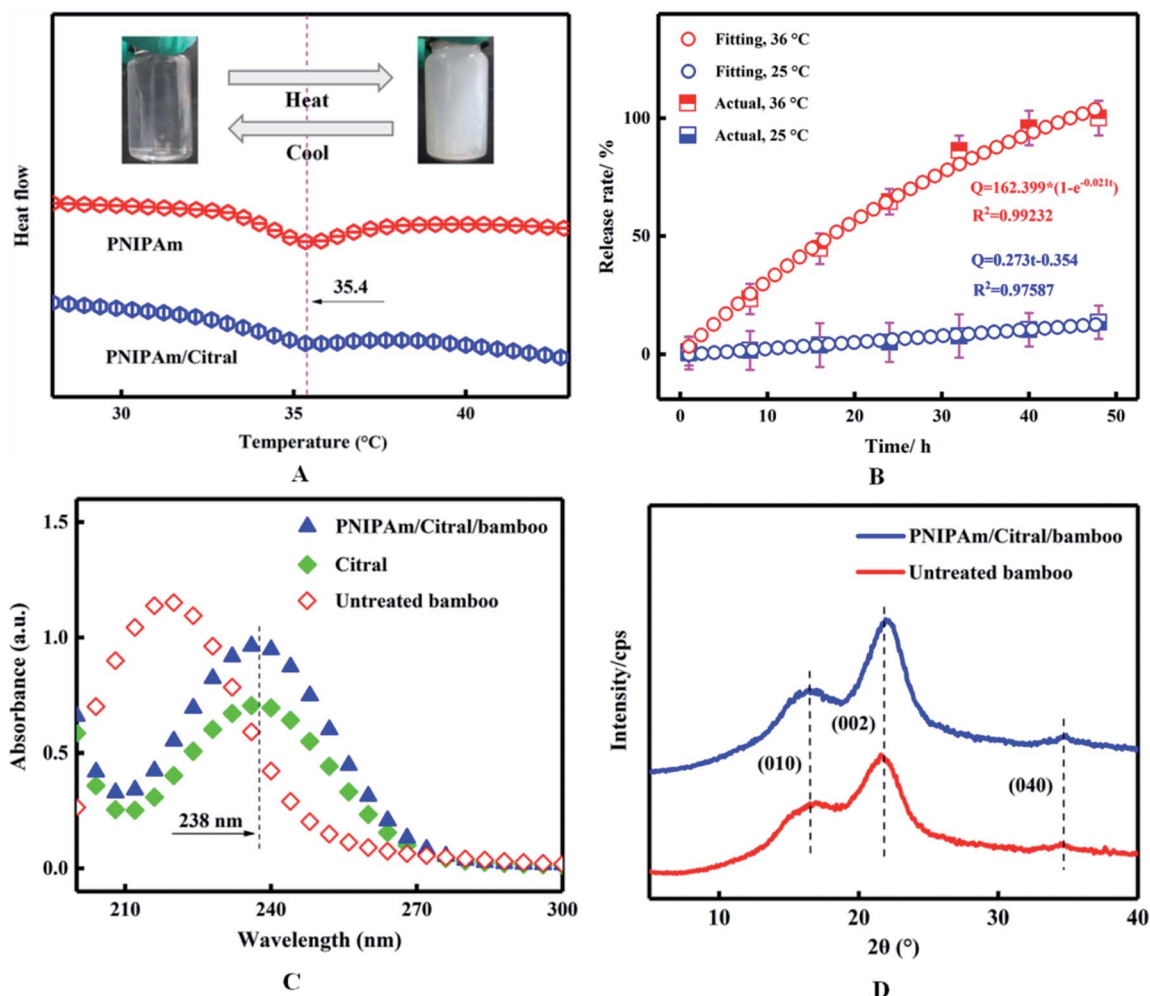 Heat
Cool
PNIPAm
35.4
PNIPAm/Citral
Heat flow
30
35
40
Temperature (°C)
A
Fitting, 36 °C
Fitting, 25 °C
Actual, 36 °C
Actual, 25 °C
Q=162.399*(1-e^-0.021t)
R²=0.99232
Q=0.273t-0.354
R²=0.97587
Release rate/ %
100
50
0
0
10
20
30
40
50
Time/ h
B
PNIPAm/Citral/bamboo
Citral
Untreated bamboo
238 nm
Absorbance (a.u.)
1.5
1.0
0.5
0.0
210
240
270
300
Wavelength (nm)
C
PNIPAm/Citral/bamboo
Untreated bamboo
(002)
(010)
(040)
Intensity/cps
10
20
30
40
2θ (°)
D